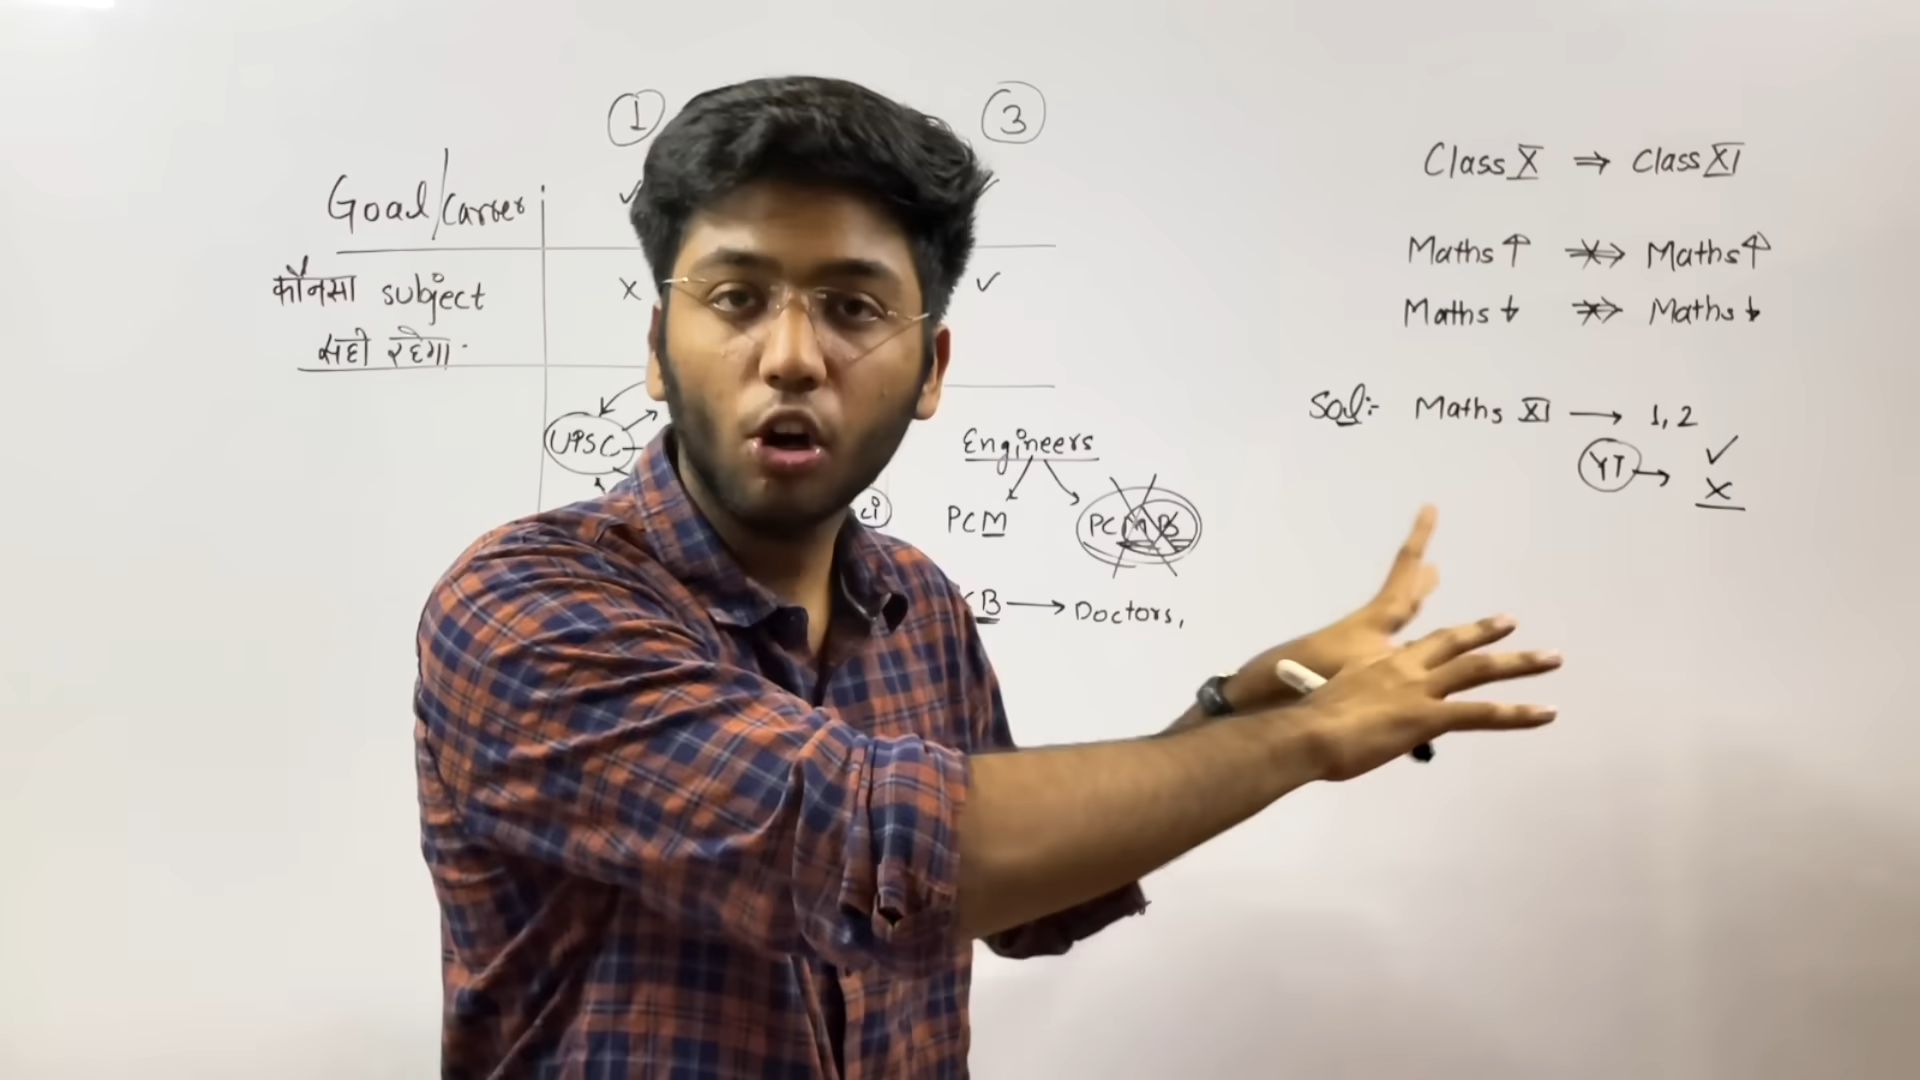 1 3
Goal/Career
✓
कौनसा subject
सही रहेगा.
x ✓
UPSC
Engineers
PCM PCMB
B → Doctors,
Class X ⇒ Class XI
Maths ↑ ⇏ Maths ↑
Maths ↓ ⇏ Maths ↓
Sol:- Maths XI → 1, 2
✓
YT → x